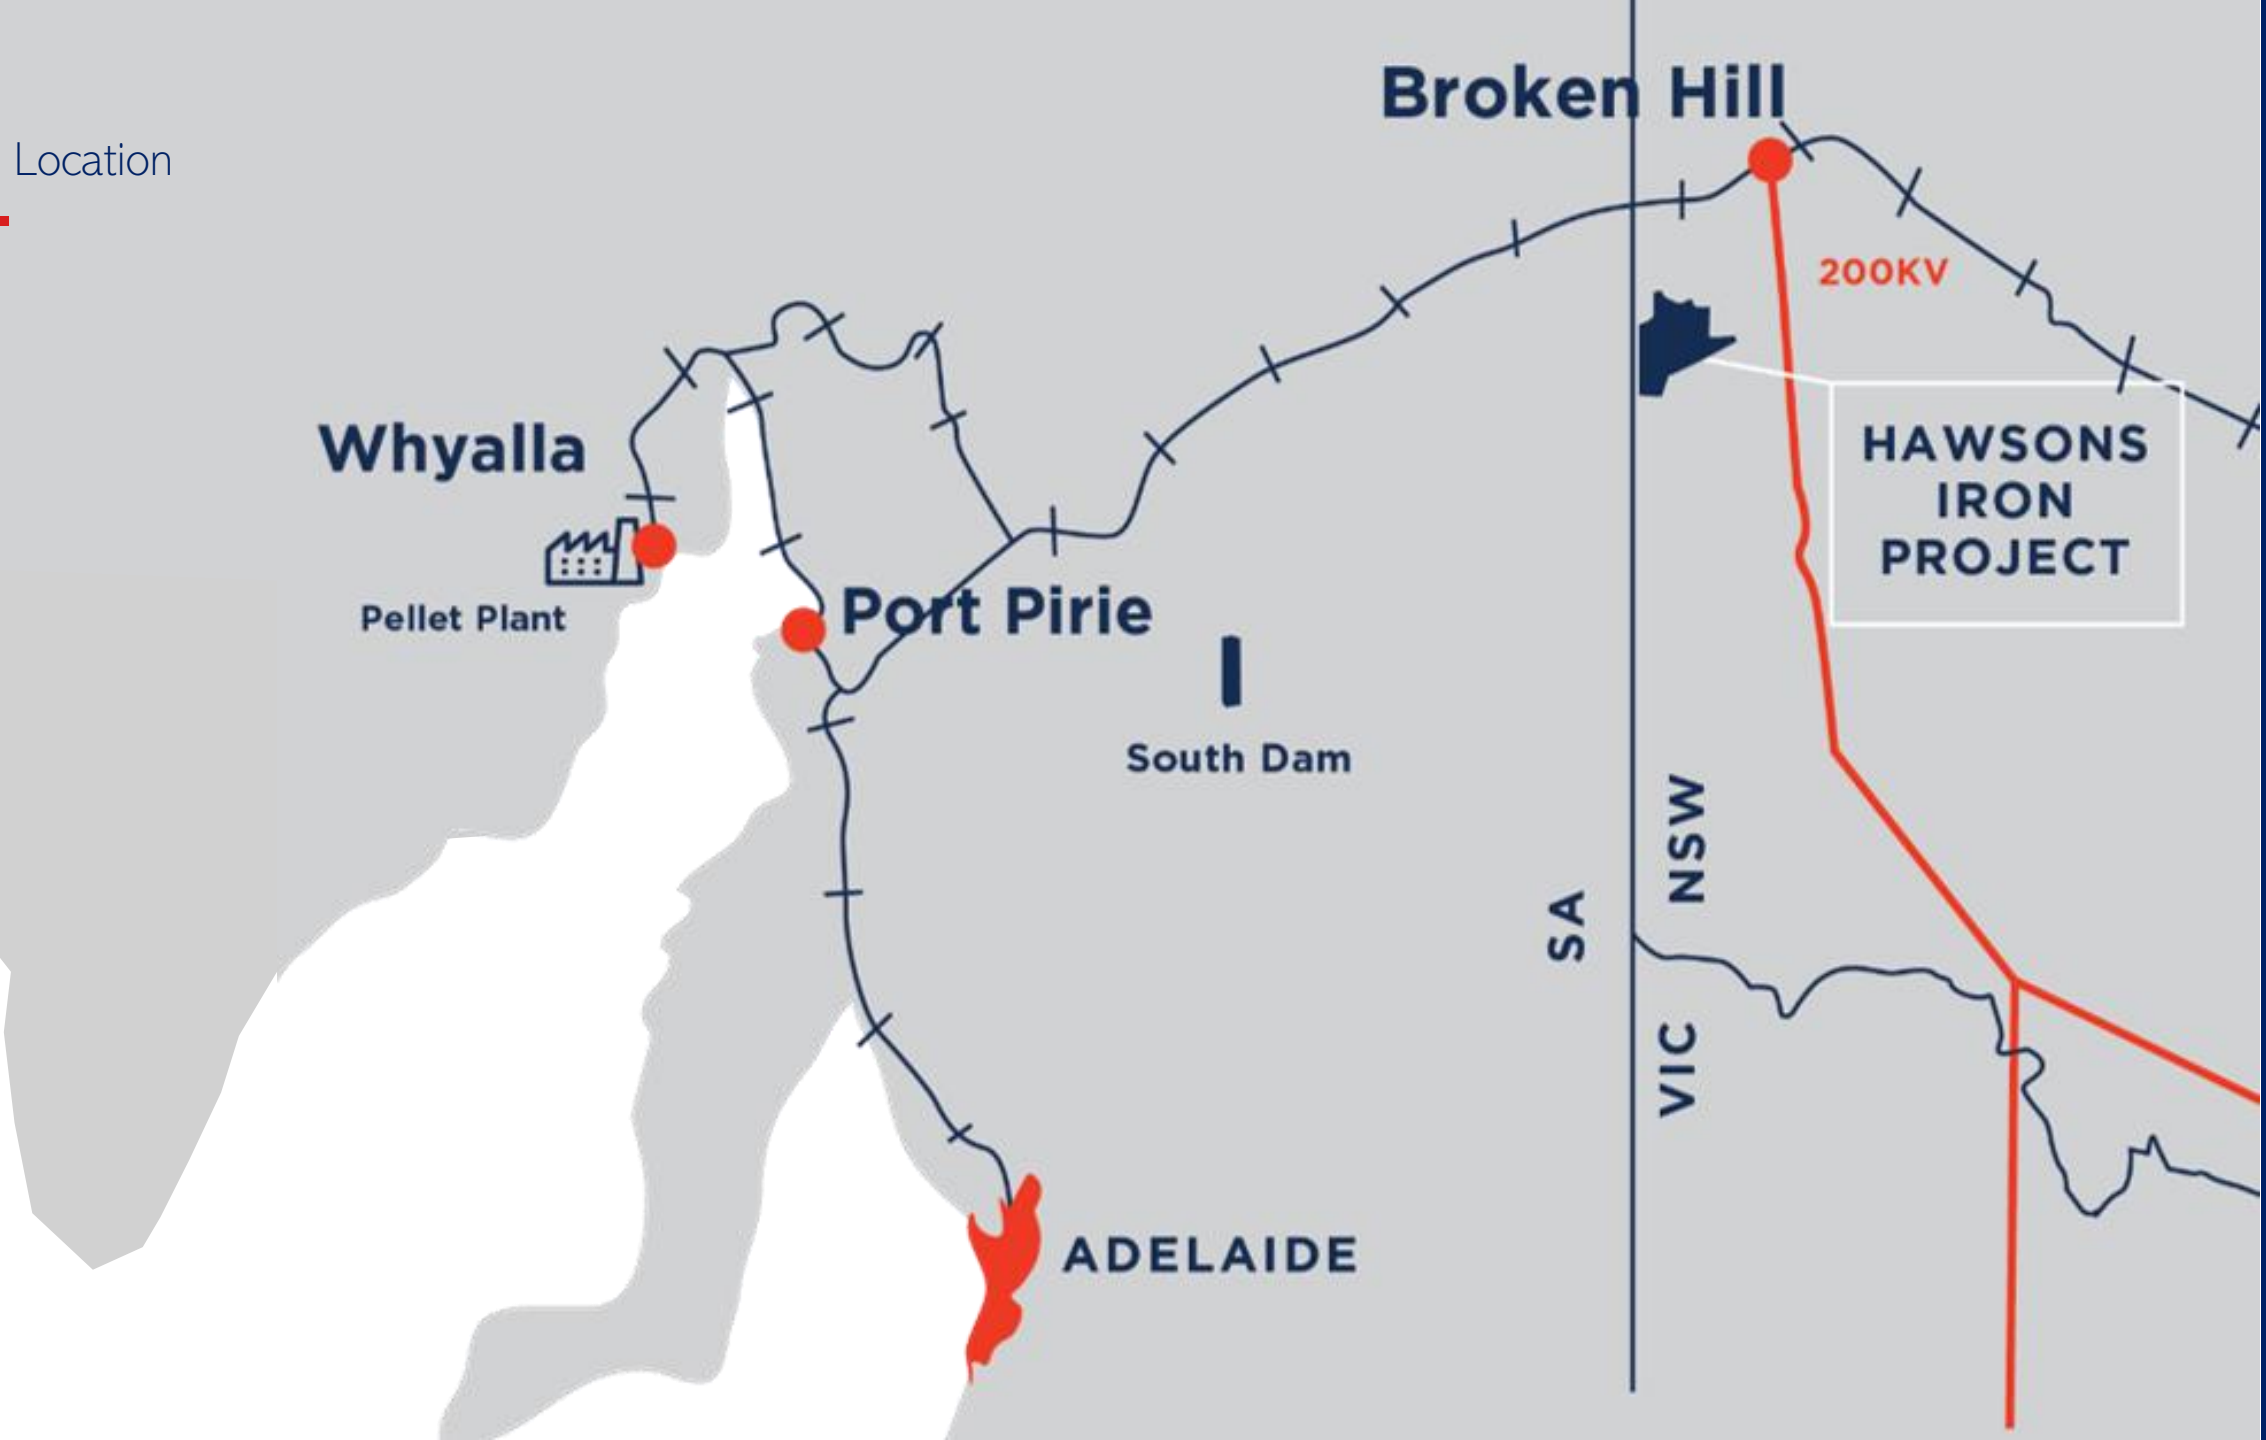 Location
Broken Hill
200KV
Whyalla
HAWSONS
IRON
PROJECT
Pellet Plant
Port Pirie
South Dam
NSW
SA
VIC
ADELAIDE